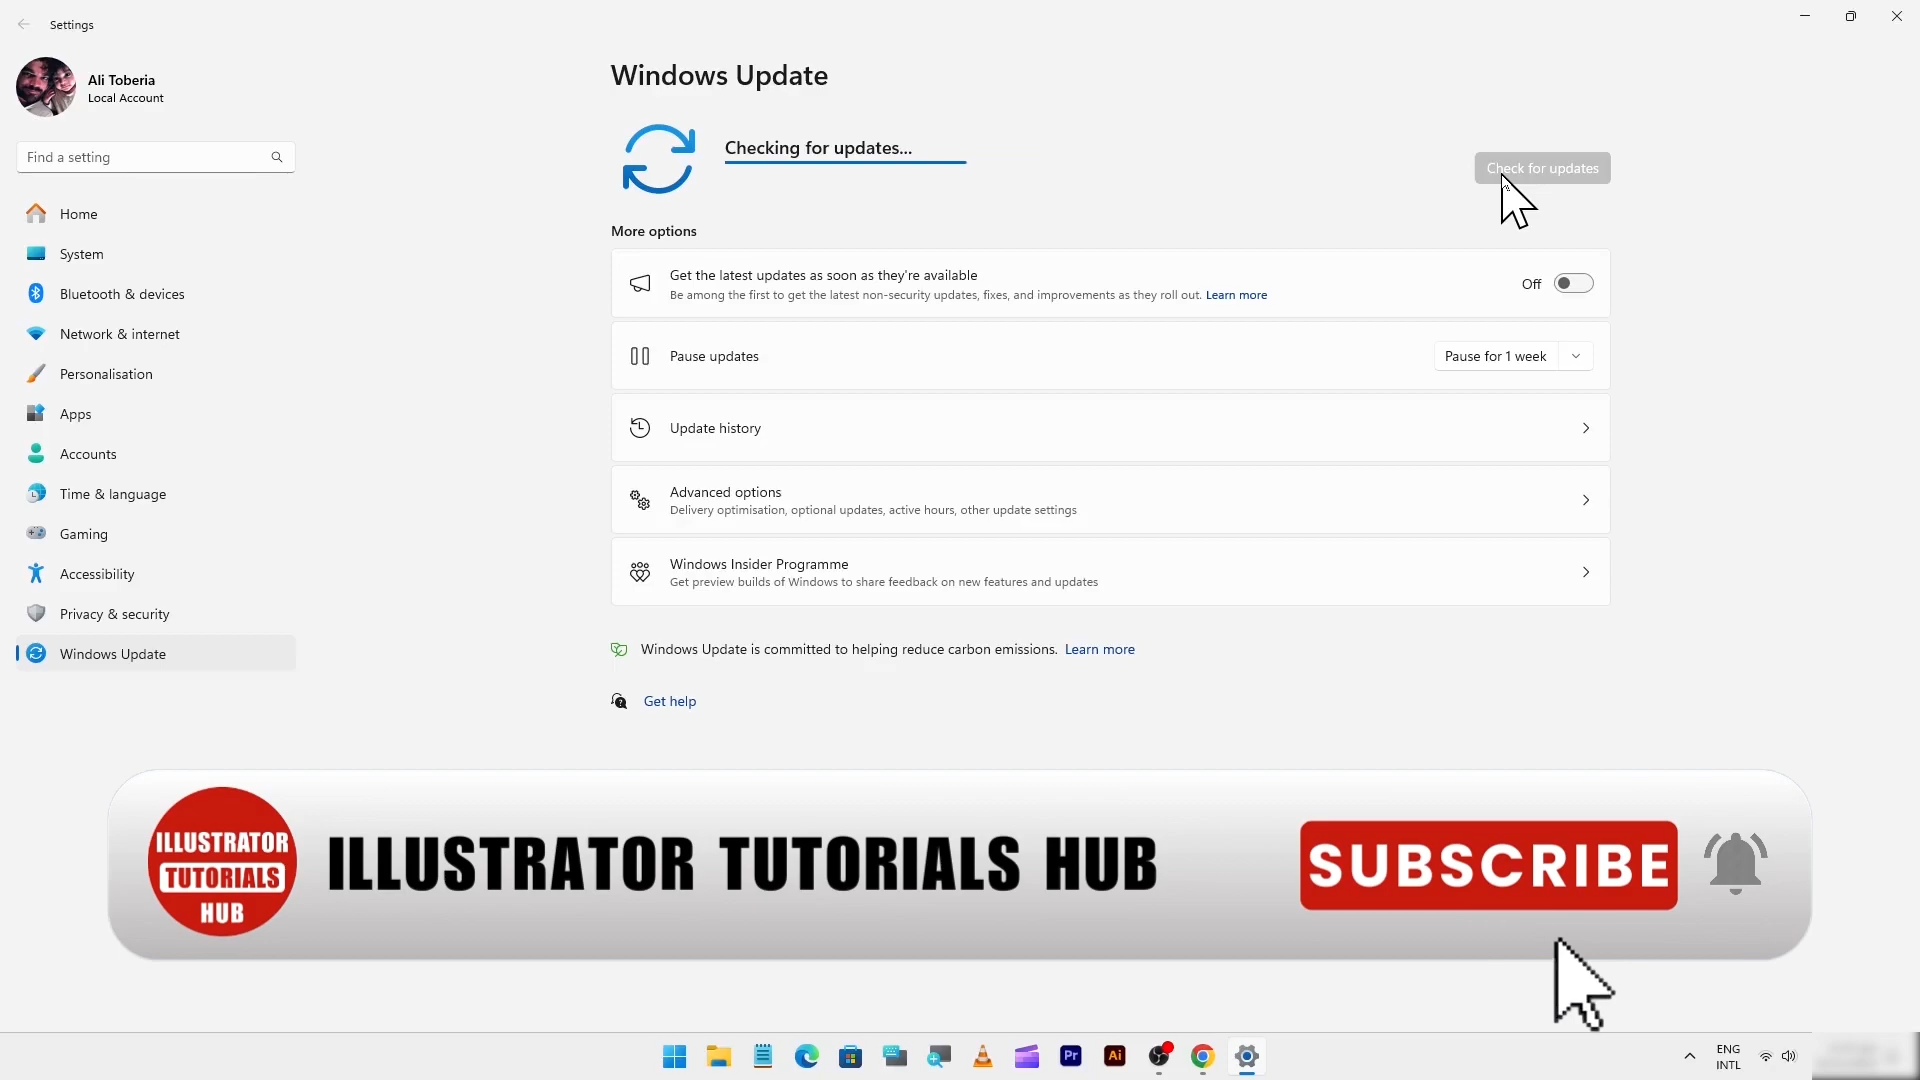 Settings
Ali Toberia
Local Account
Find a setting
Home
System
Bluetooth & devices
Network & internet
Personalisation
Apps
Accounts
Time & language
Gaming
Accessibility
Privacy & security
Windows Update
Windows Update
Checking for updates...
Check for updates
More options
Get the latest updates as soon as they're available
Be among the first to get the latest non-security updates, fixes, and improvements as they roll out. Learn more
Off
Pause updates
Pause for 1 week
Update history
Advanced options
Delivery optimisation, optional updates, active hours, other update settings
Windows Insider Programme
Get preview builds of Windows to share feedback on new features and updates
Windows Update is committed to helping reduce carbon emissions. Learn more
Get help
ILLUSTRATOR
TUTORIALS
HUB
ILLUSTRATOR TUTORIALS HUB
SUBSCRIBE
Pr
Ai
ENG
INTL